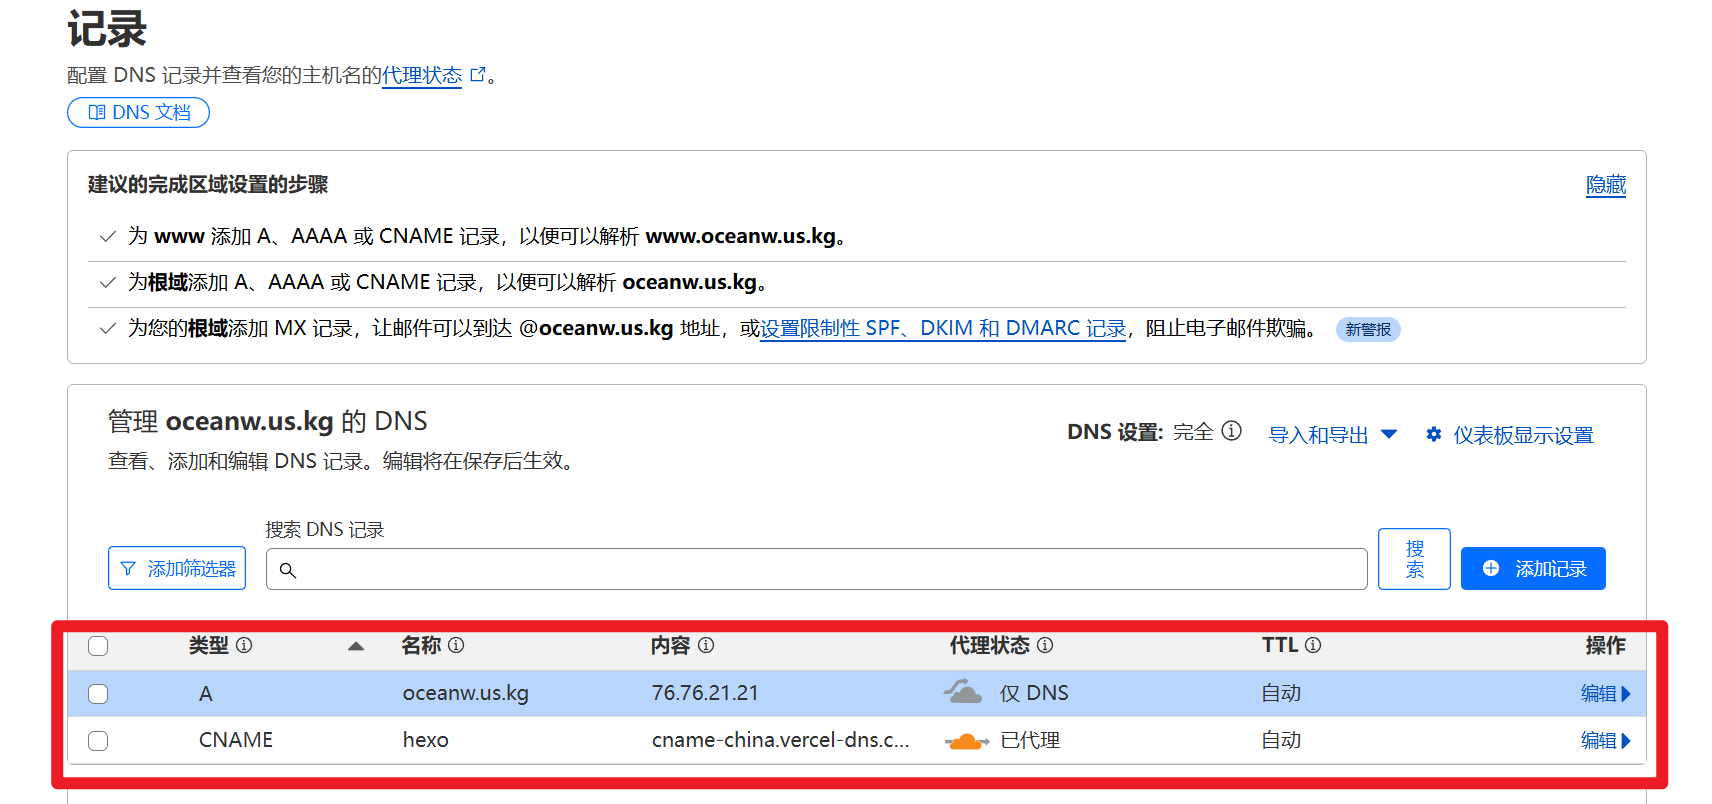 记录
配置 DNS 记录并查看您的主机名的代理状态。
DNS 文档
建议的完成区域设置的步骤
隐藏
为 www 添加 A、AAAA 或 CNAME 记录，以便可以解析 www.oceanw.us.kg。
为根域添加 A、AAAA 或 CNAME 记录，以便可以解析 oceanw.us.kg。
为您的根域添加 MX 记录，让邮件可以到达 @oceanw.us.kg 地址，或设置限制性 SPF、DKIM 和 DMARC 记录，阻止电子邮件欺骗。 新警报
管理 oceanw.us.kg 的 DNS
查看、添加和编辑 DNS 记录。编辑将在保存后生效。
DNS 设置: 完全 导入和导出 仪表板显示设置
搜索 DNS 记录
添加筛选器
搜
索
添加记录
类型 名称 内容 代理状态 TTL 操作
A oceanw.us.kg 76.76.21.21 仅 DNS 自动 编辑
CNAME hexo cname-china.vercel-dns.c... 已代理 自动 编辑